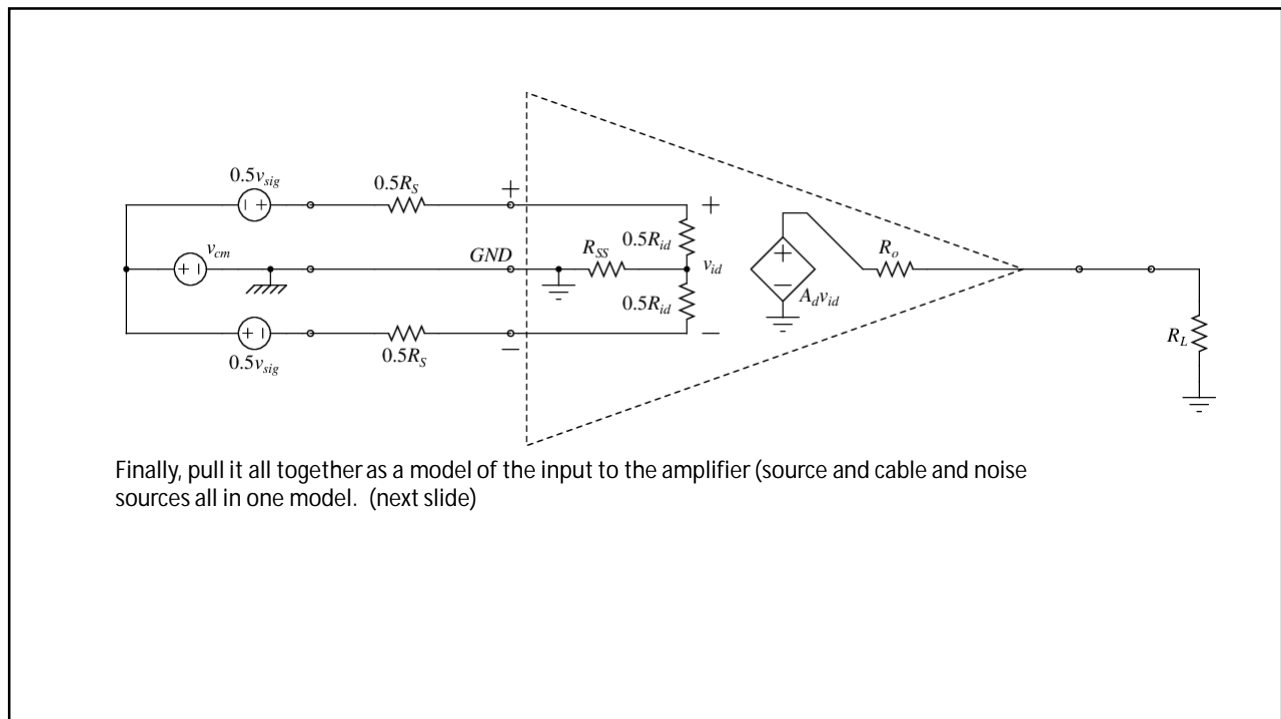 0.5v_sig
0.5R_S
+
+
v_cm
GND
R_SS
0.5R_id
v_id
+
R_o
0.5R_id
−
A_dv_id
0.5v_sig
0.5R_S
−
−
R_L
Finally, pull it all together as a model of the input to the amplifier (source and cable and noise
sources all in one model. (next slide)